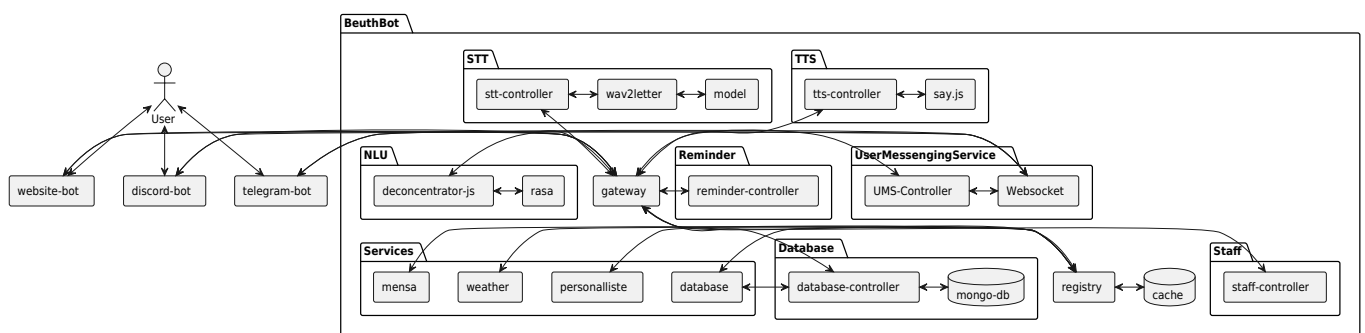 BeuthBot
STT
TTS
stt-controller
wav2letter
model
tts-controller
say.js
User
NLU
Reminder
UserMessengingService
website-bot
discord-bot
telegram-bot
deconcentrator-js
rasa
gateway
reminder-controller
UMS-Controller
Websocket
Services
Database
Staff
mensa
weather
personalliste
database
database-controller
mongo-db
registry
cache
staff-controller